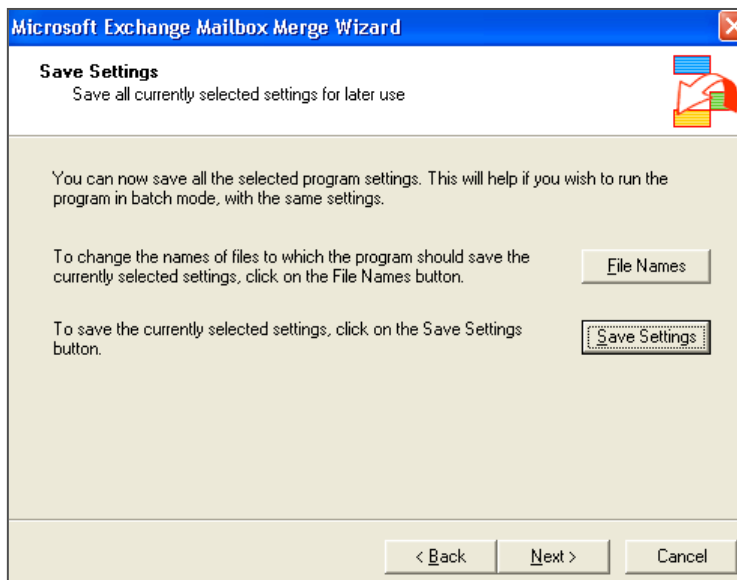 Microsoft Exchange Mailbox Merge Wizard
Save Settings
Save all currently selected settings for later use
You can now save all the selected program settings. This will help if you wish to run the
program in batch mode, with the same settings.
To change the names of files to which the program should save the
currently selected settings, click on the File Names button.
File Names
To save the currently selected settings, click on the Save Settings
button.
Save Settings
< Back
Next >
Cancel